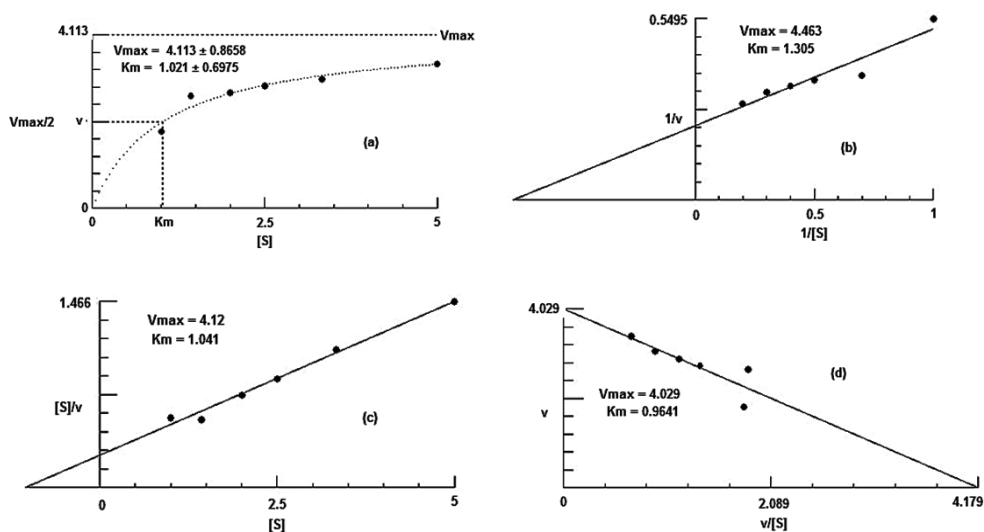 4.113
Vmax
Vmax = 4.113 ± 0.8658
Km = 1.021 ± 0.6975
Vmax/2 v
(a)
0
0 Km 2.5 5
[S]
0.5495
Vmax = 4.463
Km = 1.305
1/v
(b)
0
0 0.5 1
1/[S]
1.466
Vmax = 4.12
Km = 1.041
[S]/v
(c)
0 2.5 5
[S]
4.029
(d)
Vmax = 4.029
Km = 0.9641
v
0 2.089 4.179
v/[S]